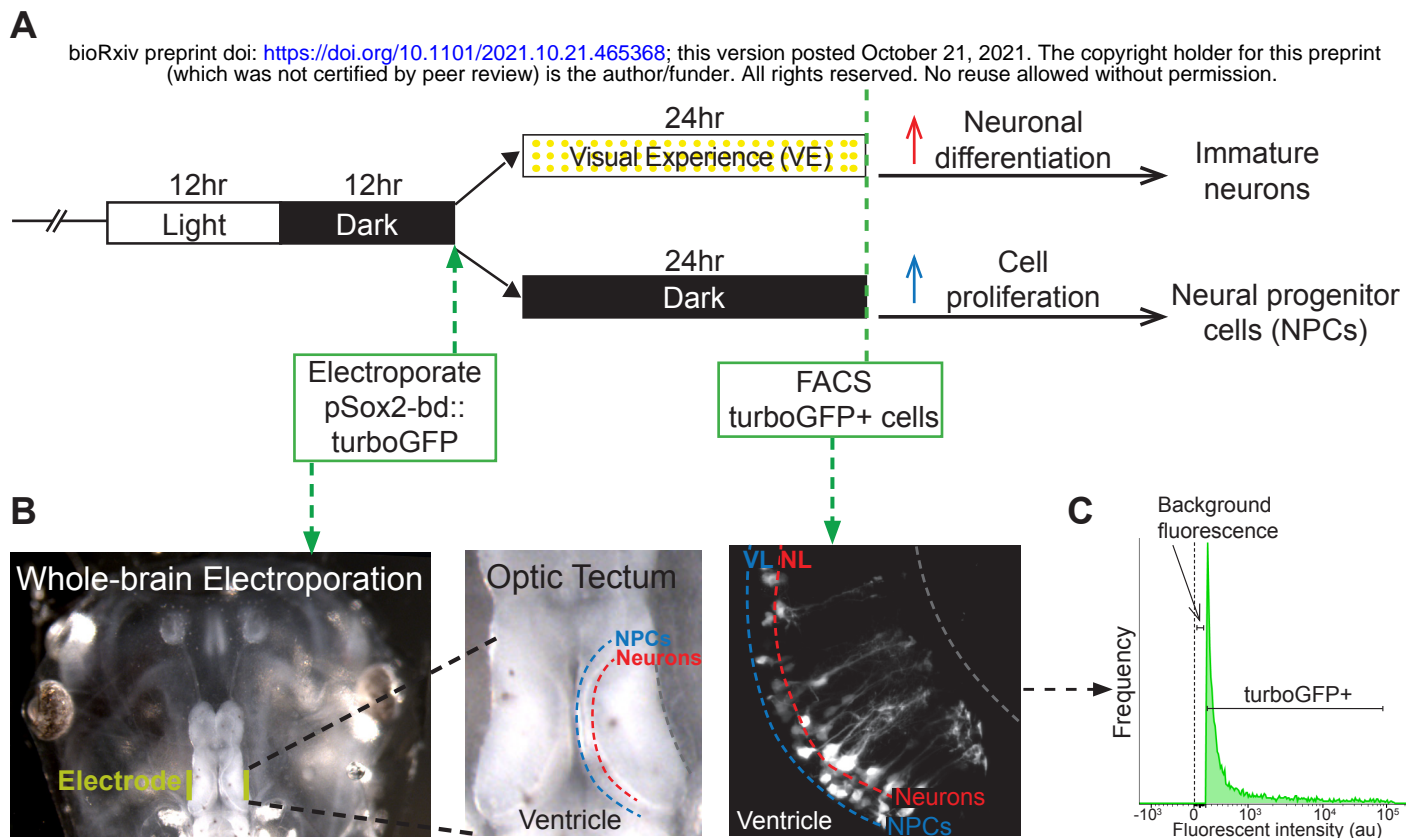 A
bioRxiv preprint doi: https://doi.org/10.1101/2021.10.21.465368; this version posted October 21, 2021. The copyright holder for this preprint
(which was not certified by peer review) is the author/funder. All rights reserved. No reuse allowed without permission.
24hr
Visual Experience (VE)
Neuronal
differentiation
Immature
neurons
12hr
12hr
Light
Dark
24hr
Dark
Cell
proliferation
Neural progenitor
cells (NPCs)
Electroporate
pSox2-bd::
turboGFP
FACS
turboGFP+ cells
B
Whole-brain Electroporation
Electrode
Optic Tectum
NPCs
Neurons
Ventricle
VL NL
Neurons
NPCs
Ventricle
C
Background
fluorescence
turboGFP+
Frequency
-10³ 0 10³ 10⁴ 10⁵
Fluorescent intensity (au)